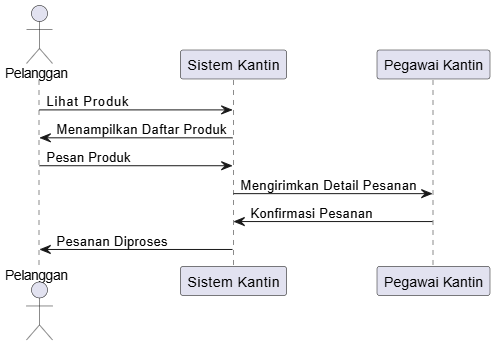 Pelanggan
Sistem Kantin
Pegawai Kantin
Lihat Produk
Menampilkan Daftar Produk
Pesan Produk
Mengirimkan Detail Pesanan
Konfirmasi Pesanan
Pesanan Diproses
Pelanggan
Sistem Kantin
Pegawai Kantin